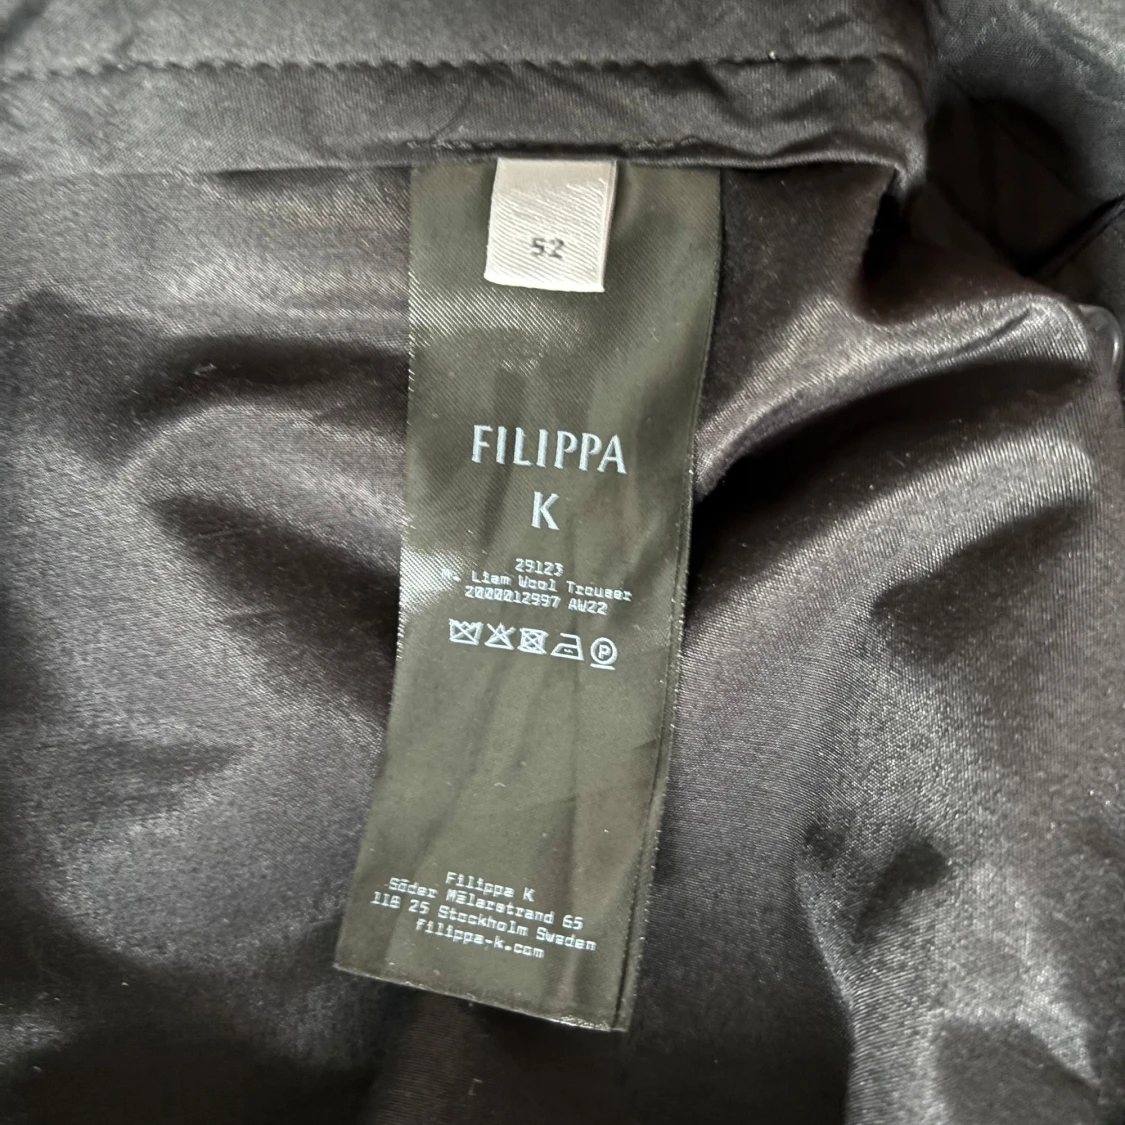 52
FILIPPA
K
29123
M. Liam Wool Trouser
2000012997 AW22
P
Filippa K
Söder Mälarstrand 65
118 25 Stockholm Sweden
filippa-k.com